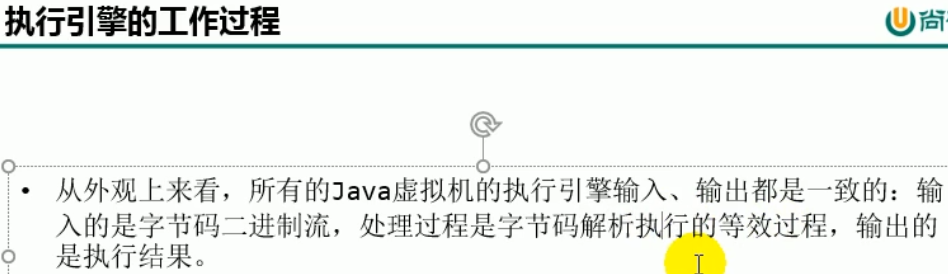 执行引擎的工作过程
尚
• 从外观上来看，所有的Java虚拟机的执行引擎输入、输出都是一致的：输
入的是字节码二进制流，处理过程是字节码解析执行的等效过程，输出的
是执行结果。